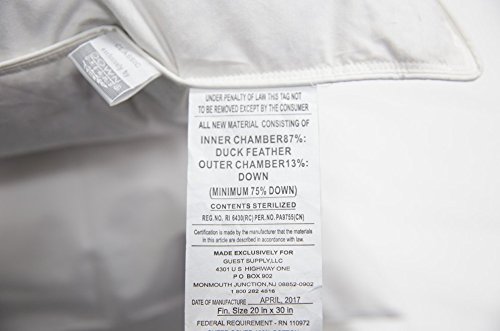 CLASSIC
exclusively by
DOWN
UNDER PENALTY OF LAW THIS TAG NOT
TO BE REMOVED EXCEPT BY THE CONSUMER
ALL NEW MATERIAL CONSISTING OF
INNER CHAMBER87%:
DUCK FEATHER
OUTER CHAMBER13%:
DOWN
(MINIMUM 75% DOWN)
CONTENTS STERILIZED
REG.NO. RI 6430(RC) PER.NO. PA9755(CN)
Certification is made by the manufacturer that the materials
in this article are described in accordance with law.
MADE EXCLUSIVELY FOR
GUEST SUPPLY,LLC
4301 U S HIGHWAY ONE
P O BOX 902
MONMOUTH JUNCTION,NJ 08852-0902
1 800 282 4816
DATE OF MANUFACTURE APRIL, 2017
Fin. Size 20 in x 30 in
FEDERAL REQUIREMENT - RN 110972